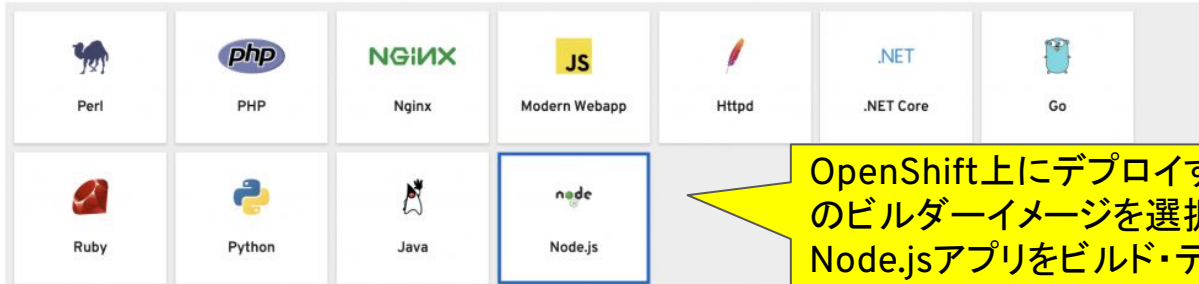 php
NGINX
JS
.NET
Perl
PHP
Nginx
Modern Webapp
Httpd
.NET Core
Go
node
Ruby
Python
Java
Node.js
OpenShift上にデプロイ
のビルダーイメージを選
Node.jsアプリをビルド・